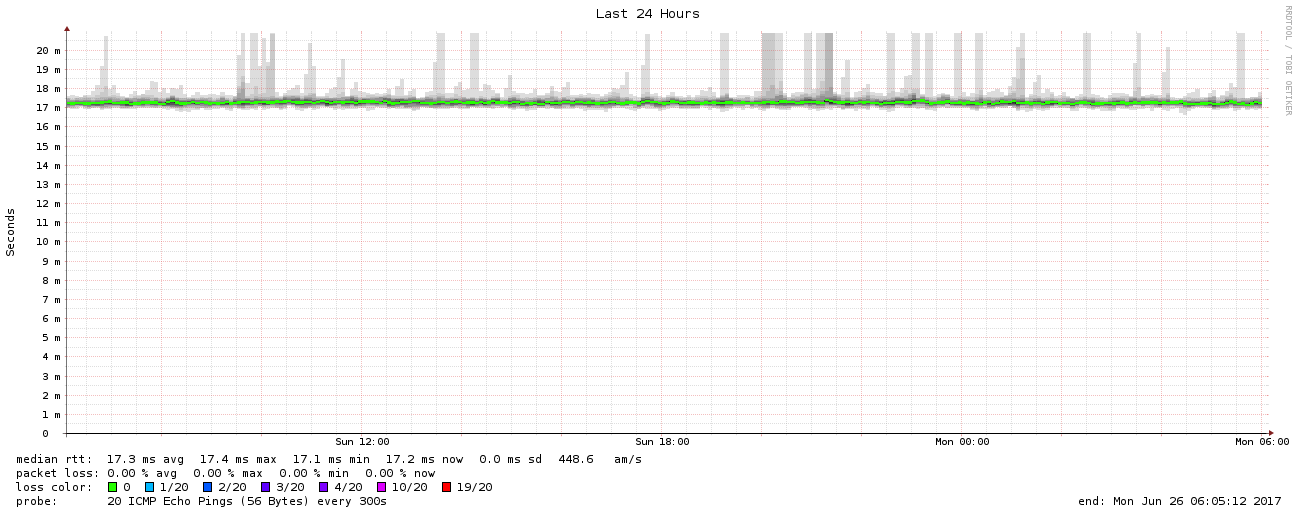 Last 24 Hours
RRDTOOL / TOBI OETIKER
Seconds
20 m
19 m
18 m
17 m
16 m
15 m
14 m
13 m
12 m
11 m
10 m
9 m
8 m
7 m
6 m
5 m
4 m
3 m
2 m
1 m
0
Sun 12:00 Sun 18:00 Mon 00:00 Mon 06:00
median rtt: 17.3 ms avg 17.4 ms max 17.1 ms min 17.2 ms now 0.0 ms sd 448.6 am/s
packet loss: 0.00 % avg 0.00 % max 0.00 % min 0.00 % now
loss color: 0 1/20 2/20 3/20 4/20 10/20 19/20
probe: 20 ICMP Echo Pings (56 Bytes) every 300s end: Mon Jun 26 06:05:12 2017